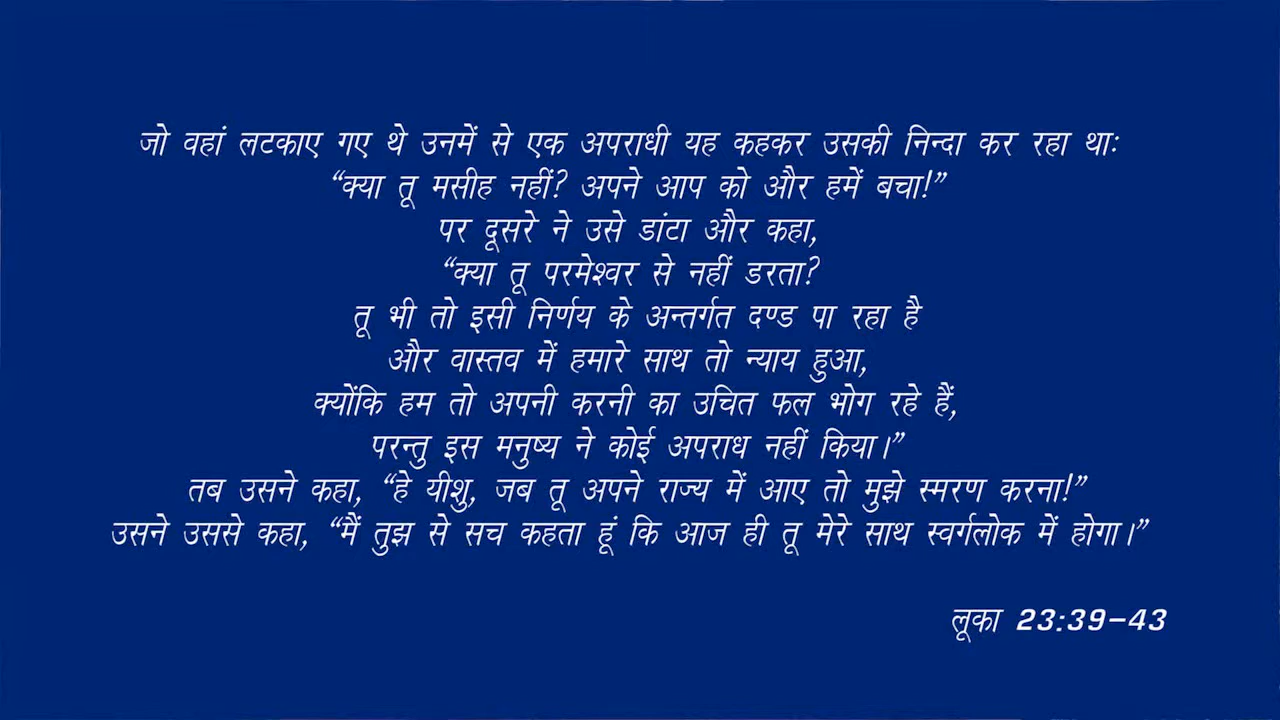 जो वहां लटकाए गए थे उनमें से एक अपराधी यह कहकर उसकी निन्दा कर रहा थाः
“क्या तू मसीह नहीं? अपने आप को और हमें बचा!”
पर दूसरे ने उसे डांटा और कहा,
“क्या तू परमेश्वर से नहीं डरता?
तू भी तो इसी निर्णय के अन्तर्गत दण्ड पा रहा है
और वास्तव में हमारे साथ तो न्याय हुआ,
क्योंकि हम तो अपनी करनी का उचित फल भोग रहे हैं,
परन्तु इस मनुष्य ने कोई अपराध नहीं किया।”
तब उसने कहा, “हे यीशु, जब तू अपने राज्य में आए तो मुझे स्मरण करना!”
उसने उससे कहा, “मैं तुझ से सच कहता हूं कि आज ही तू मेरे साथ स्वर्गलोक में होगा।”
लूका 23:39–43